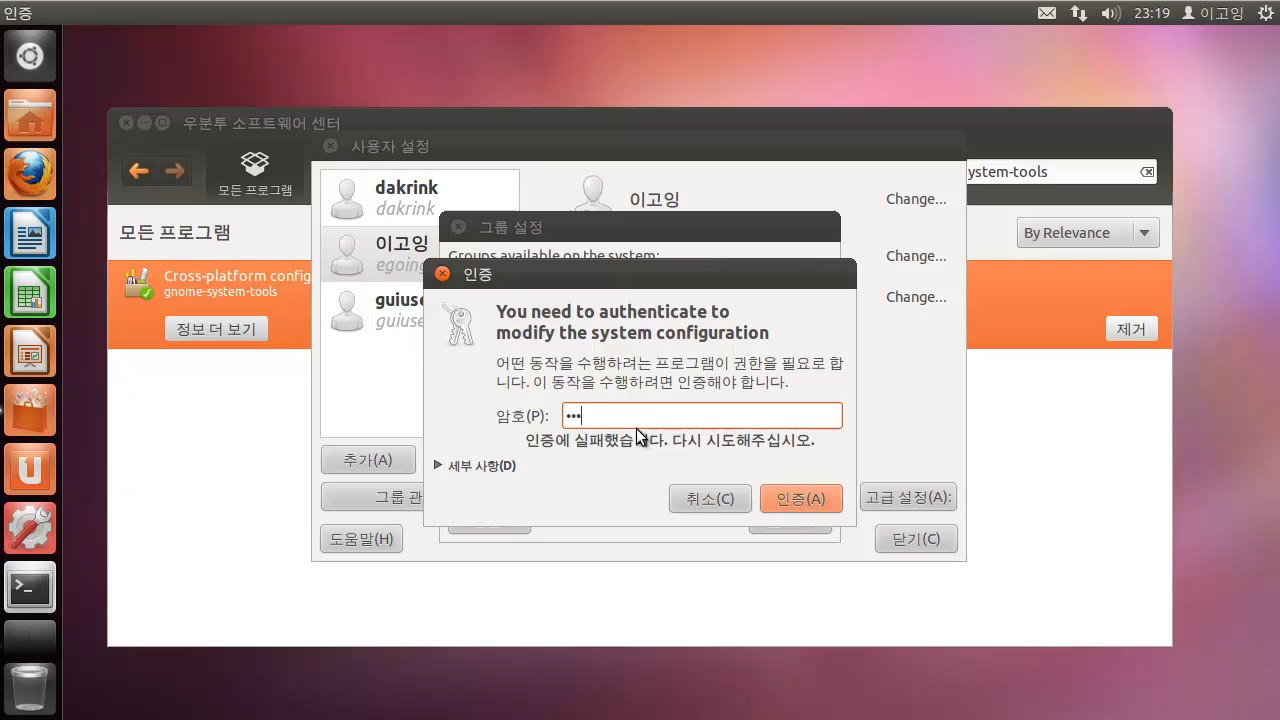 인증
23:19
이고잉
우분투 소프트웨어 센터
사용자 설정
모든 프로그램
ystem-tools
모든 프로그램
By Relevance
Cross-platform config
gnome-system-tools
정보 더 보기
제거
dakrink
dakrink
이고잉
egoing
guiuse
guiuse
이고잉
Change...
Change...
Change...
추가(A)
그룹 관
도움말(H)
고급 설정(A):
닫기(C)
그룹 설정
Groups available on the system:
인증
You need to authenticate to
modify the system configuration
어떤 동작을 수행하려는 프로그램이 권한을 필요로 합
니다. 이 동작을 수행하려면 인증해야 합니다.
암호(P): •••
인증에 실패했습니다. 다시 시도해주십시오.
세부 사항(D)
취소(C)
인증(A)